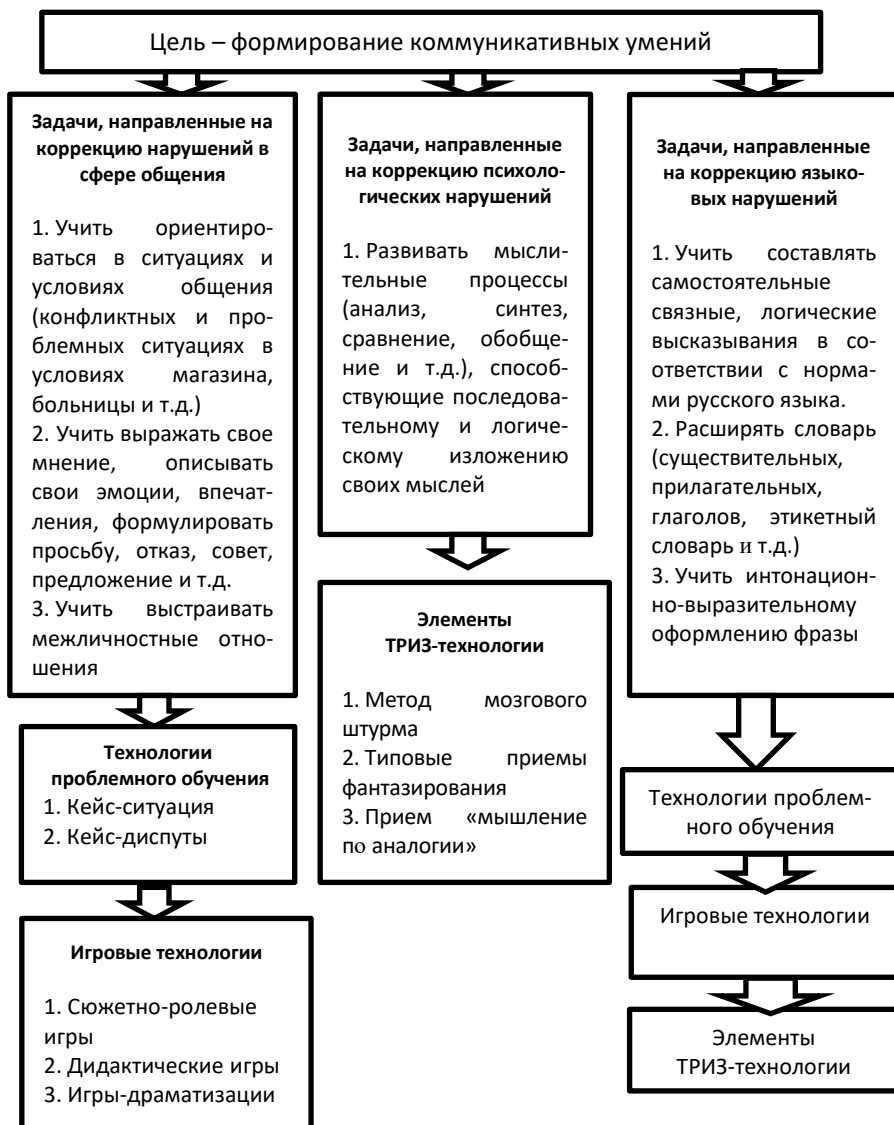 Цель – формирование коммуникативных умений
Задачи, направленные на
коррекцию нарушений в
сфере общения
1. Учить ориентиро-
ваться в ситуациях и
условиях общения
(конфликтных и про-
блемных ситуациях в
условиях магазина,
больницы и т.д.)
2. Учить выражать свое
мнение, описывать
свои эмоции, впечат-
ления, формулировать
просьбу, отказ, совет,
предложение и т.д.
3. Учить выстраивать
межличностные отно-
шения
Технологии
проблемного обучения
1. Кейс-ситуация
2. Кейс-диспуты
Игровые технологии
1. Сюжетно-ролевые
игры
2. Дидактические игры
3. Игры-драматизации
Задачи, направленные
на коррекцию психоло-
гических нарушений
1. Развивать мысли-
тельные процессы
(анализ, синтез,
сравнение, обобще-
ние и т.д.), способ-
ствующие последова-
тельному и логиче-
скому изложению
своих мыслей
Элементы
ТРИЗ-технологии
1. Метод мозгового
штурма
2. Типовые приемы
фантазирования
3. Прием «мышление
по аналогии»
Задачи, направленные
на коррекцию языко-
вых нарушений
1. Учить составлять
самостоятельные
связные, логические
высказывания в со-
ответствии с норма-
ми русского языка.
2. Расширять словарь
(существительных,
прилагательных,
глаголов, этикетный
словарь и т.д.)
3. Учить интонацион-
но-выразительному
оформлению фразы
Технологии проблем-
ного обучения
Игровые технологии
Элементы
ТРИЗ-технологии